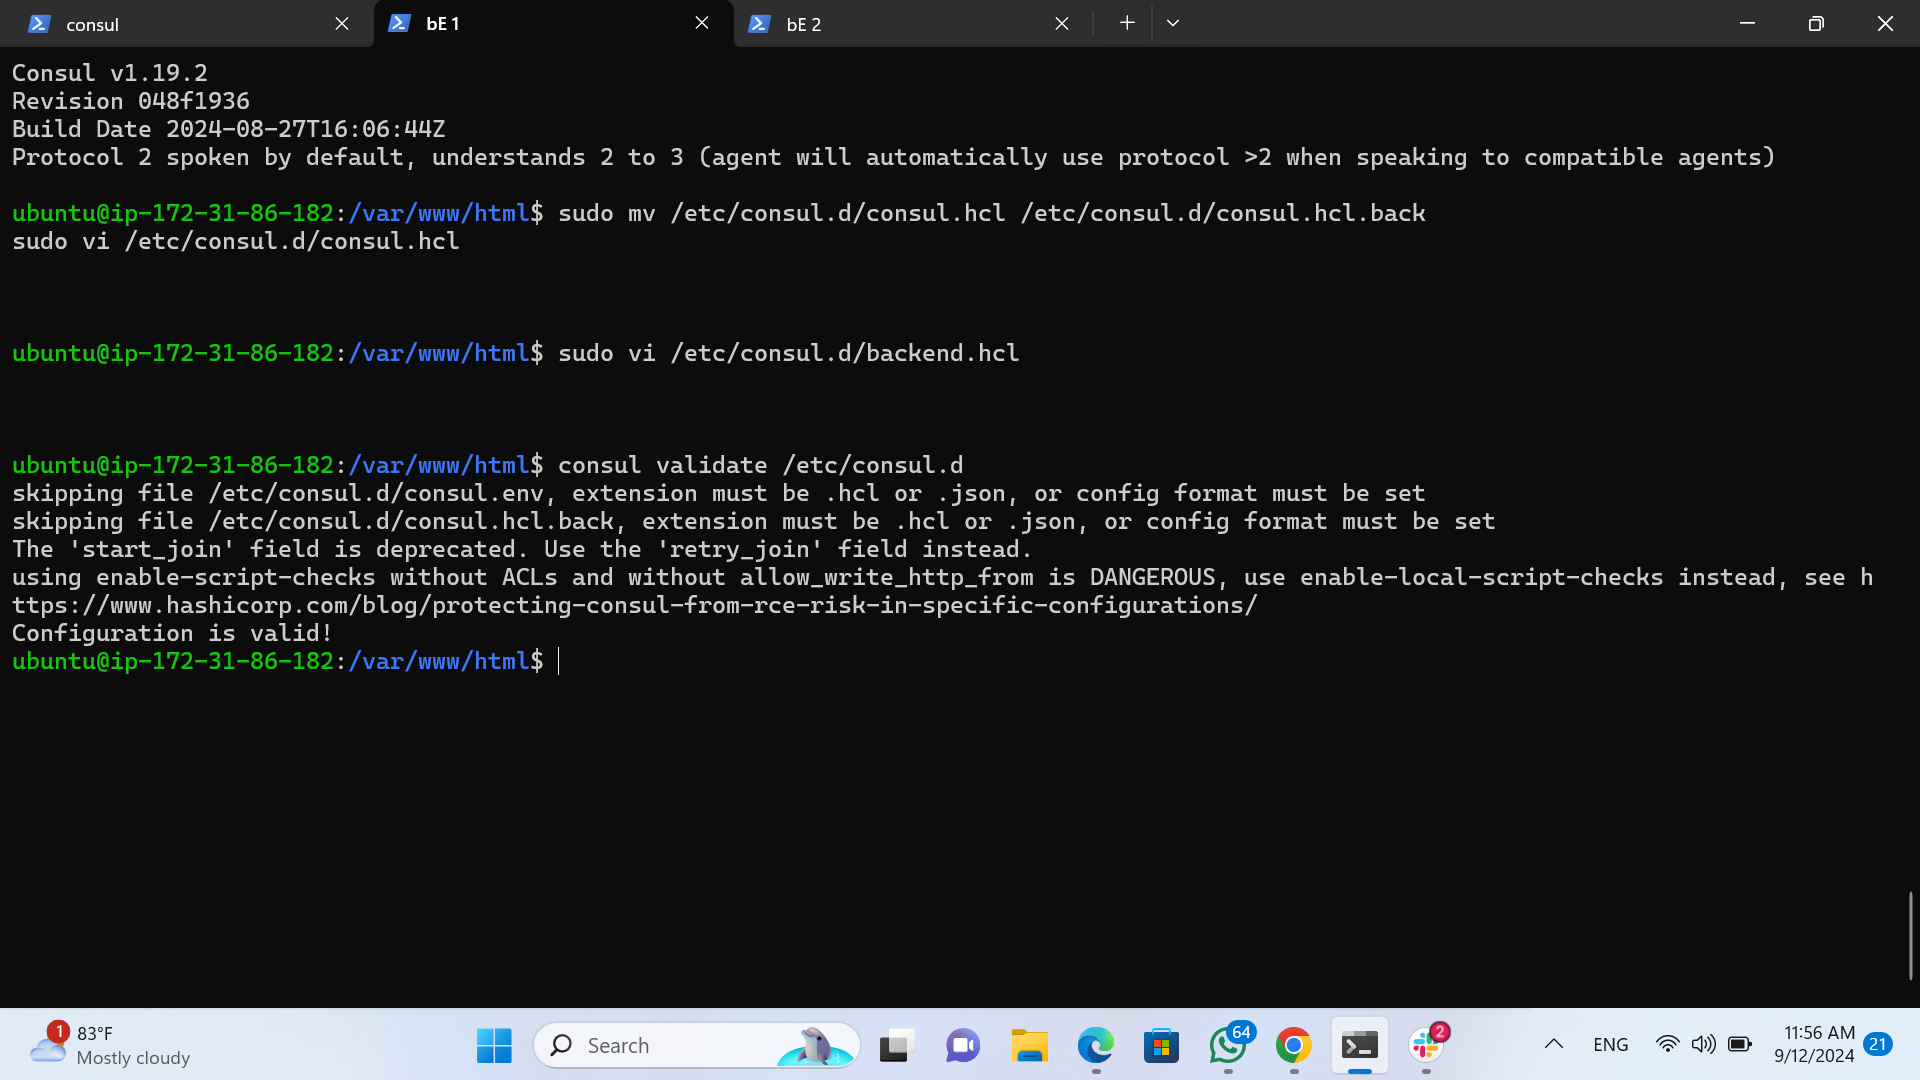 consul
bE 1
bE 2
Consul v1.19.2
Revision 048f1936
Build Date 2024-08-27T16:06:44Z
Protocol 2 spoken by default, understands 2 to 3 (agent will automatically use protocol >2 when speaking to compatible agents)
ubuntu@ip-172-31-86-182:/var/www/html$ sudo mv /etc/consul.d/consul.hcl /etc/consul.d/consul.hcl.back
sudo vi /etc/consul.d/consul.hcl
ubuntu@ip-172-31-86-182:/var/www/html$ sudo vi /etc/consul.d/backend.hcl
ubuntu@ip-172-31-86-182:/var/www/html$ consul validate /etc/consul.d
skipping file /etc/consul.d/consul.env, extension must be .hcl or .json, or config format must be set
skipping file /etc/consul.d/consul.hcl.back, extension must be .hcl or .json, or config format must be set
The 'start_join' field is deprecated. Use the 'retry_join' field instead.
using enable-script-checks without ACLs and without allow_write_http_from is DANGEROUS, use enable-local-script-checks instead, see h
ttps://www.hashicorp.com/blog/protecting-consul-from-rce-risk-in-specific-configurations/
Configuration is valid!
ubuntu@ip-172-31-86-182:/var/www/html$
1
83°F
Mostly cloudy
Search
64
2
ENG
11:56 AM
9/12/2024
21